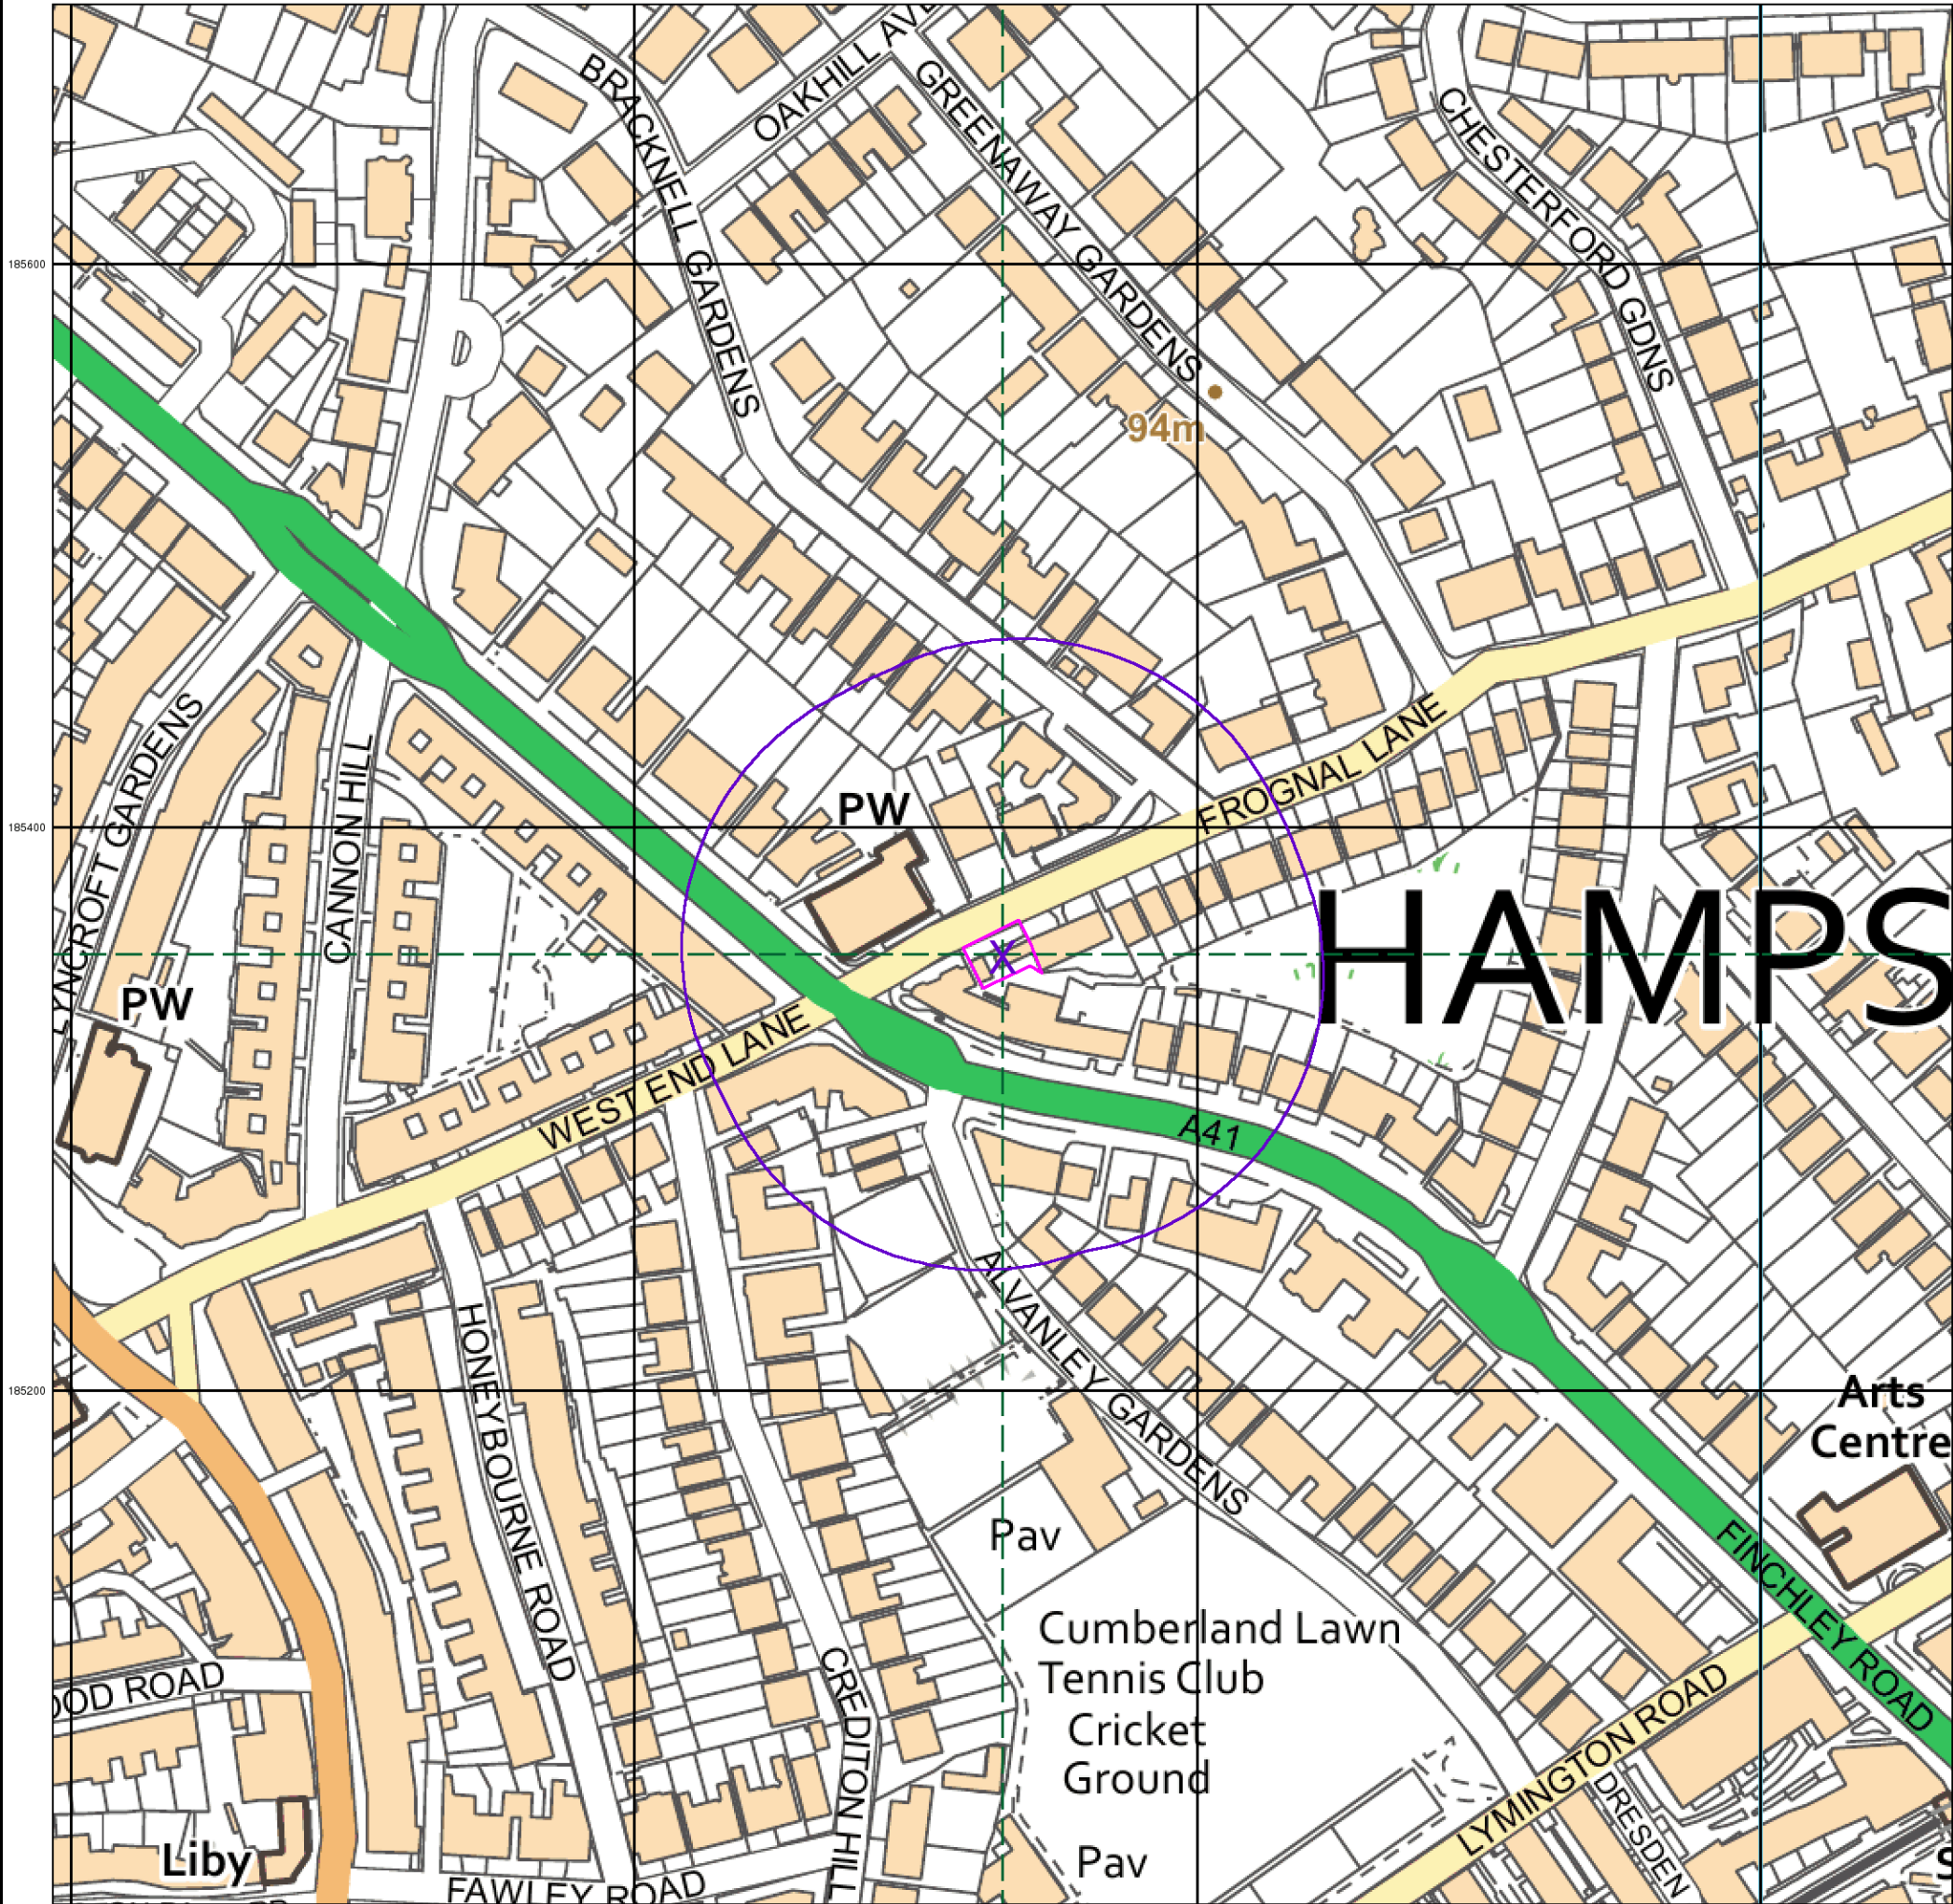 BRACKNELL GARDENS
OAKHILL AVE
GREENAWAY GARDENS
CHESTERFORD GDNS
185600
94m
LYNCROFT GARDENS
CANNON HILL
PW
FROGNAL LANE
185400
HAMPS
PW
X
WEST END LANE
A41
HONEYBOURNE ROAD
ALVANLEY GARDENS
185200
Arts
Centre
Pav
FINCHLEY ROAD
Cumberland Lawn
Tennis Club
Cricket
Ground
OOD ROAD
CREDITON HILL
LYMINGTON ROAD
DRESDEN
Liby
Pav
FAWLEY ROAD